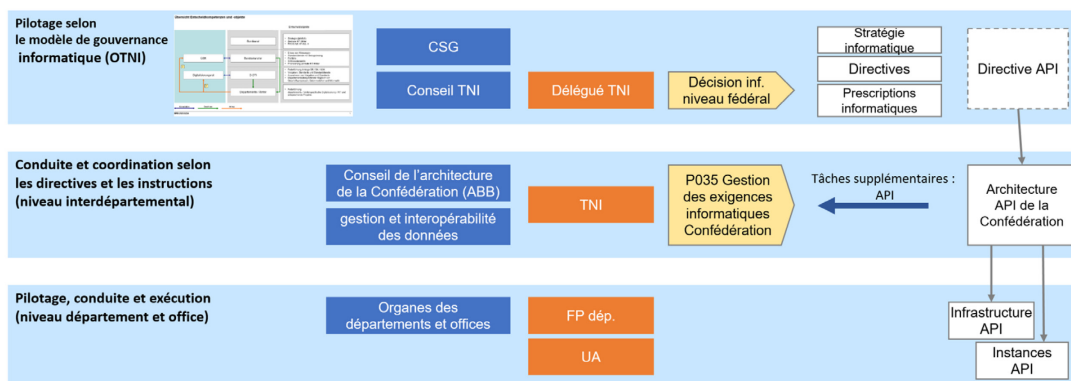 Pilotage selon
le modèle de gouvernance
informatique (OTNI)
CSG
Conseil TNI
Délégué TNI
Décision inf.
niveau fédéral
Stratégie
informatique
Directives
Prescriptions
informatiques
Directive API
Conduite et coordination selon
les directives et les instructions
(niveau interdépartemental)
Conseil de l'architecture
de la Confédération (ABB)
gestion et interopérabilité
des données
TNI
P035 Gestion
des exigences
informatiques
Confédération
Tâches supplémentaires :
API
Architecture
API de la
Confédération
Pilotage, conduite et exécution
(niveau département et office)
Organes des
départements et offices
FP dép.
UA
Infrastructure
API
Instances
API